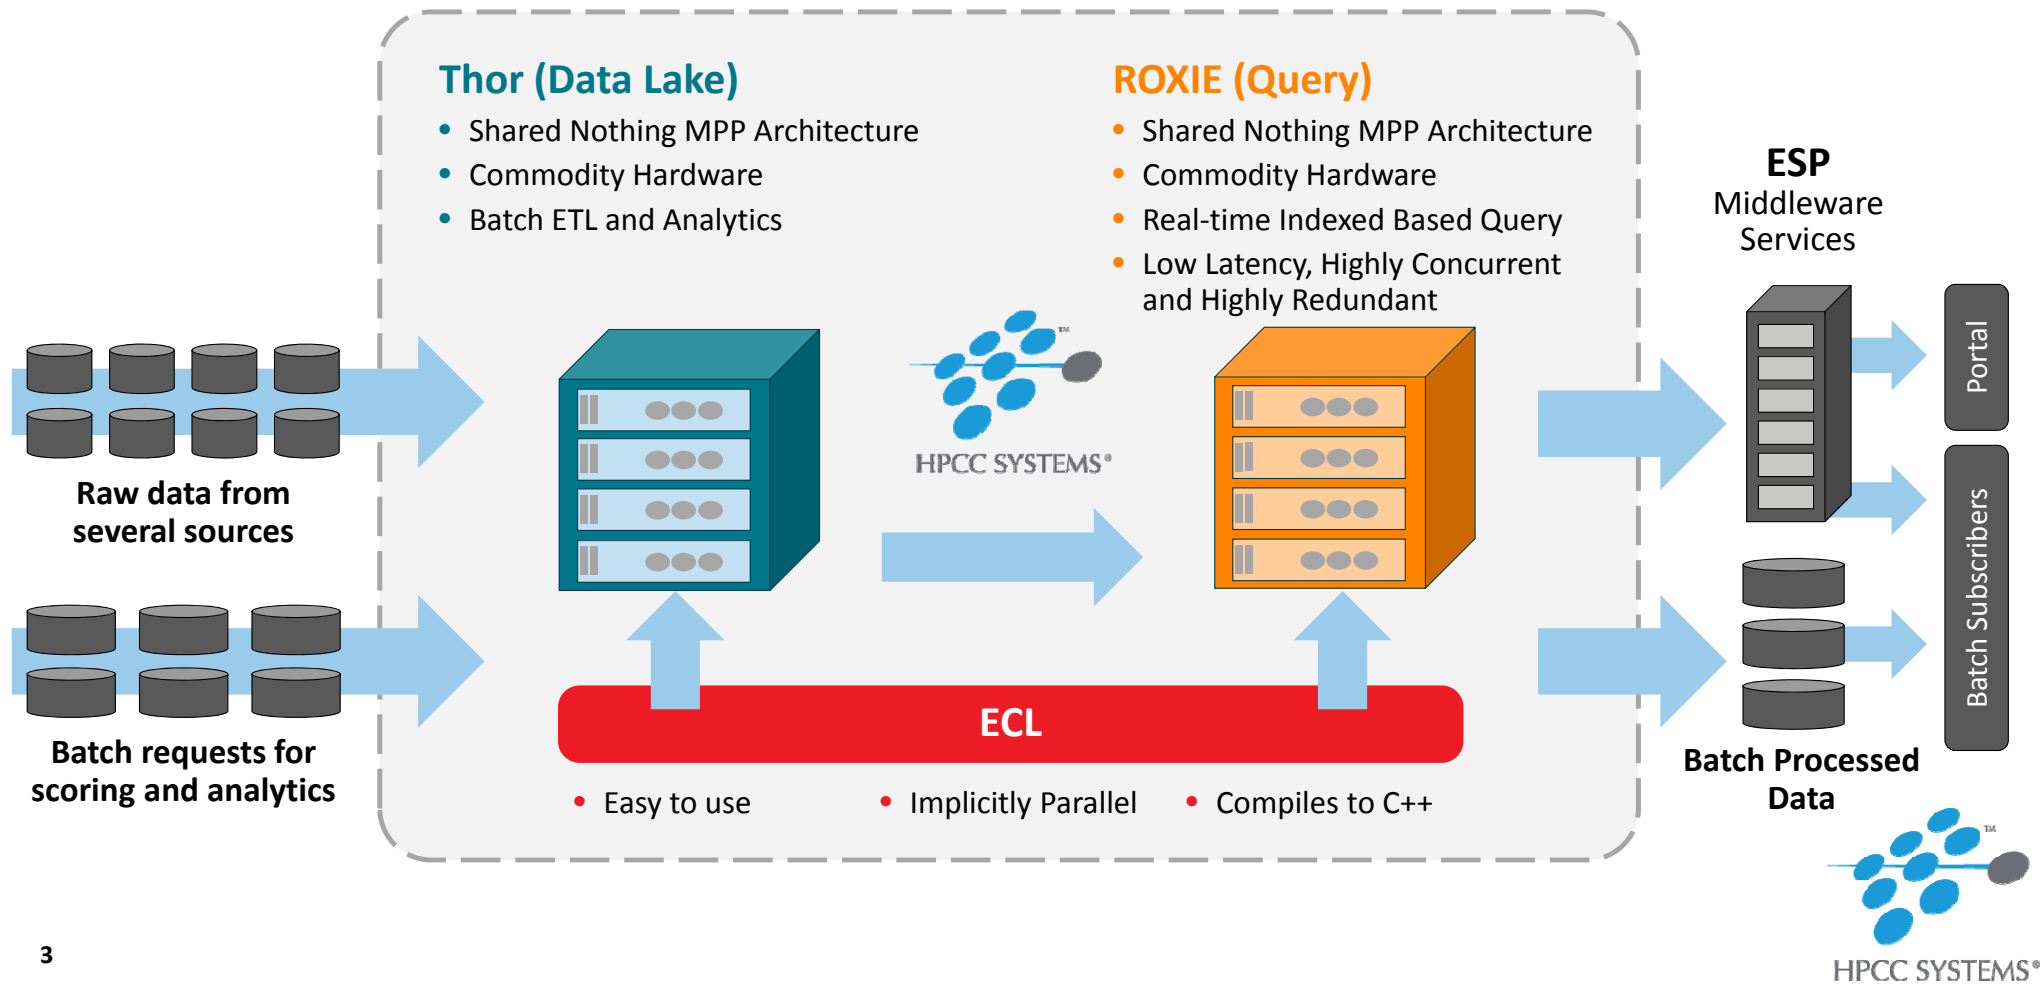 Thor (Data Lake)
• Shared Nothing MPP Architecture
• Commodity Hardware
• Batch ETL and Analytics
ROXIE (Query)
• Shared Nothing MPP Architecture
• Commodity Hardware
• Real-time Indexed Based Query
• Low Latency, Highly Concurrent
and Highly Redundant
ESP
Middleware
Services
Raw data from
several sources
Batch requests for
scoring and analytics
™
HPCC SYSTEMS®
ECL
• Easy to use
• Implicitly Parallel
• Compiles to C++
Portal
Batch Subscribers
Batch Processed
Data
™
HPCC SYSTEMS®
3